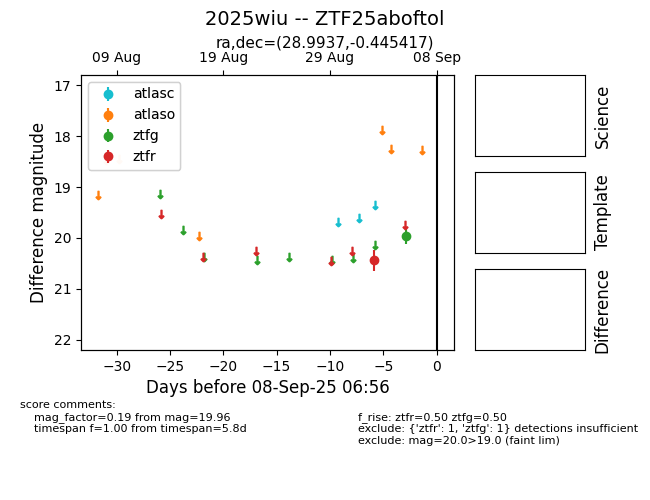 2025wiu -- ZTF25aboftol
ra,dec=(28.9937,-0.445417)
09 Aug 19 Aug 29 Aug 08 Sep
atlasc
atlaso
ztfg
ztfr
17
18
19
20
21
22
Difference magnitude
−30 −25 −20 −15 −10 −5 0
Days before 08-Sep-25 06:56
Science
Template
Difference
score comments:
mag_factor=0.19 from mag=19.96
timespan f=1.00 from timespan=5.8d
f_rise: ztfr=0.50 ztfg=0.50
exclude: {'ztfr': 1, 'ztfg': 1} detections insufficient
exclude: mag=20.0>19.0 (faint lim)